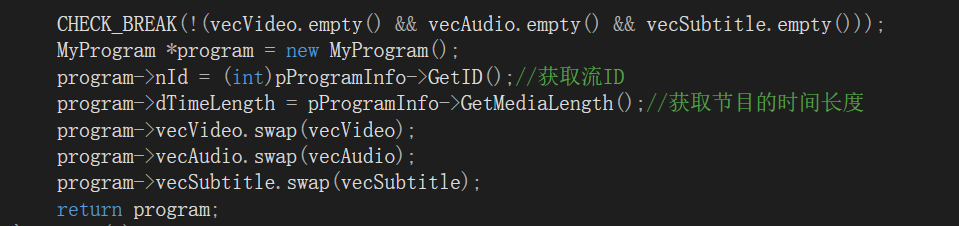 CHECK_BREAK(!(vecVideo.empty() && vecAudio.empty() && vecSubtitle.empty()));
MyProgram *program = new MyProgram();
program->nId = (int)pProgramInfo->GetID();//获取流ID
program->dTimeLength = pProgramInfo->GetMediaLength();//获取节目的时间长度
program->vecVideo.swap(vecVideo);
program->vecAudio.swap(vecAudio);
program->vecSubtitle.swap(vecSubtitle);
return program;